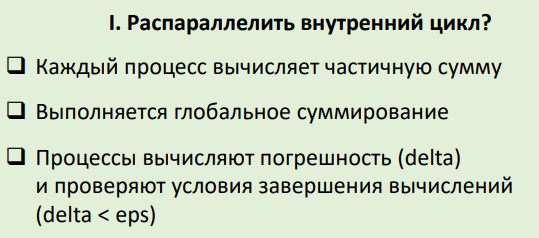 I. Распараллелить внутренний цикл?
❑ Каждый процесс вычисляет частичную сумму
❑ Выполняется глобальное суммирование
❑ Процессы вычисляют погрешность (delta)
и проверяют условия завершения вычислений
(delta < eps)